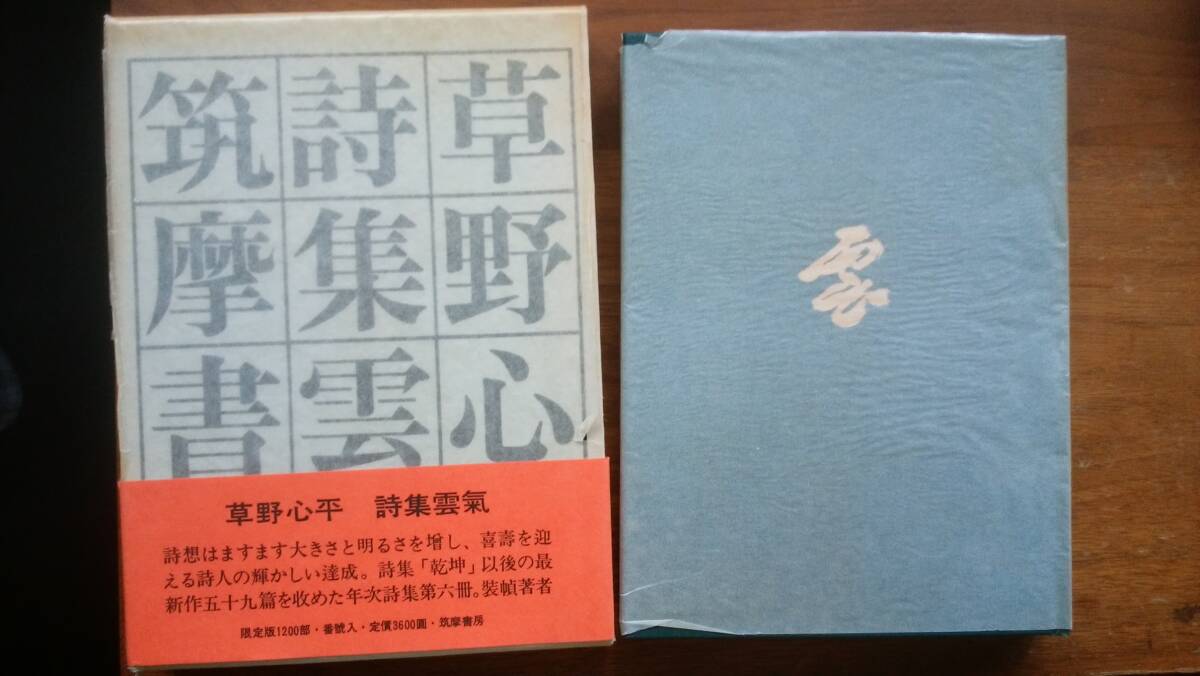 草野心
詩集雲
筑摩書
草野心平 詩集雲氣
詩想はますます大きさと明るさを増し、喜壽を迎
える詩人の輝かしい達成。詩集「乾坤」以後の最
新作五十九篇を収めた年次詩集第六冊。装幀著者
限定版1200部・番號入・定價3600圓・筑摩書房
雲